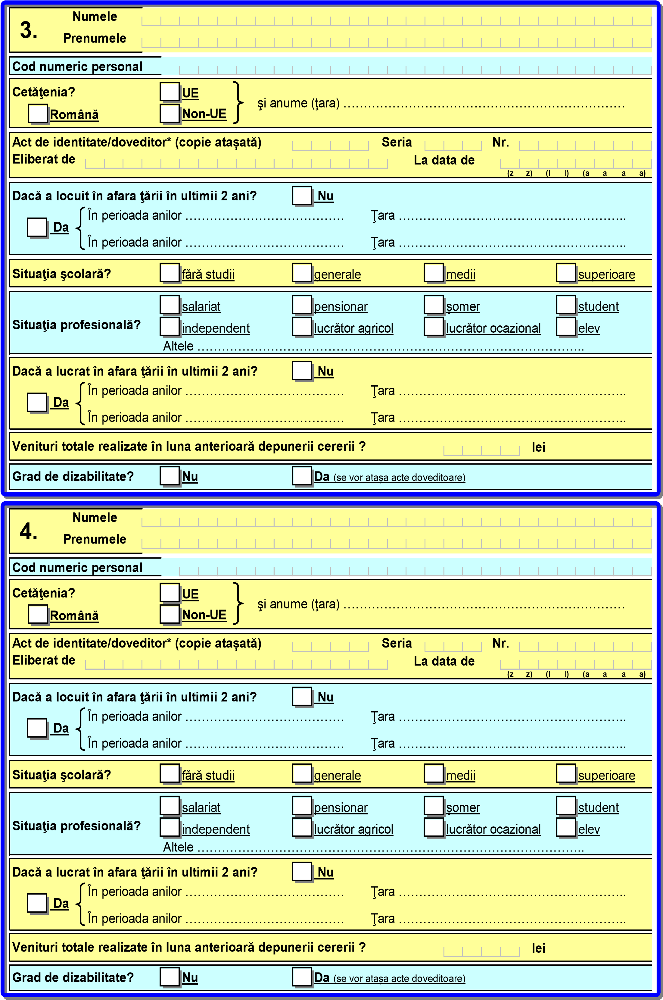 3. Numele
Prenumele
Cod numeric personal
Cetăţenia? UE
Română Non-UE şi anume (ţara) ………………………………………………………………
Act de identitate/doveditor* (copie atașată) Seria Nr.
Eliberat de La data de
(z z) (l l) (a a a a)
Dacă a locuit în afara ţării în ultimii 2 ani? Nu
În perioada anilor ………………………………… Ţara ………………………………………………..
Da
În perioada anilor ………………………………… Ţara ………………………………………………..
Situaţia şcolară? fără studii generale medii superioare
salariat pensionar şomer student
Situaţia profesională? independent lucrător agricol lucrător ocazional elev
Altele …………………………………………………………………………………..
Dacă a lucrat în afara ţării în ultimii 2 ani? Nu
În perioada anilor ………………………………… Ţara ………………………………………………..
Da
În perioada anilor ………………………………… Ţara ………………………………………………..
Venituri totale realizate în luna anterioară depunerii cererii ? lei
Grad de dizabilitate? Nu Da (se vor atașa acte doveditoare)
4. Numele
Prenumele
Cod numeric personal
Cetăţenia? UE
Română Non-UE şi anume (ţara) ………………………………………………………………
Act de identitate/doveditor* (copie atașată) Seria Nr.
Eliberat de La data de
(z z) (l l) (a a a a)
Dacă a locuit în afara ţării în ultimii 2 ani? Nu
În perioada anilor ………………………………… Ţara ………………………………………………..
Da
În perioada anilor ………………………………… Ţara ………………………………………………..
Situaţia şcolară? fără studii generale medii superioare
salariat pensionar şomer student
Situaţia profesională? independent lucrător agricol lucrător ocazional elev
Altele …………………………………………………………………………………..
Dacă a lucrat în afara ţării în ultimii 2 ani? Nu
În perioada anilor ………………………………… Ţara ………………………………………………..
Da
În perioada anilor ………………………………… Ţara ………………………………………………..
Venituri totale realizate în luna anterioară depunerii cererii ? lei
Grad de dizabilitate? Nu Da (se vor atașa acte doveditoare)